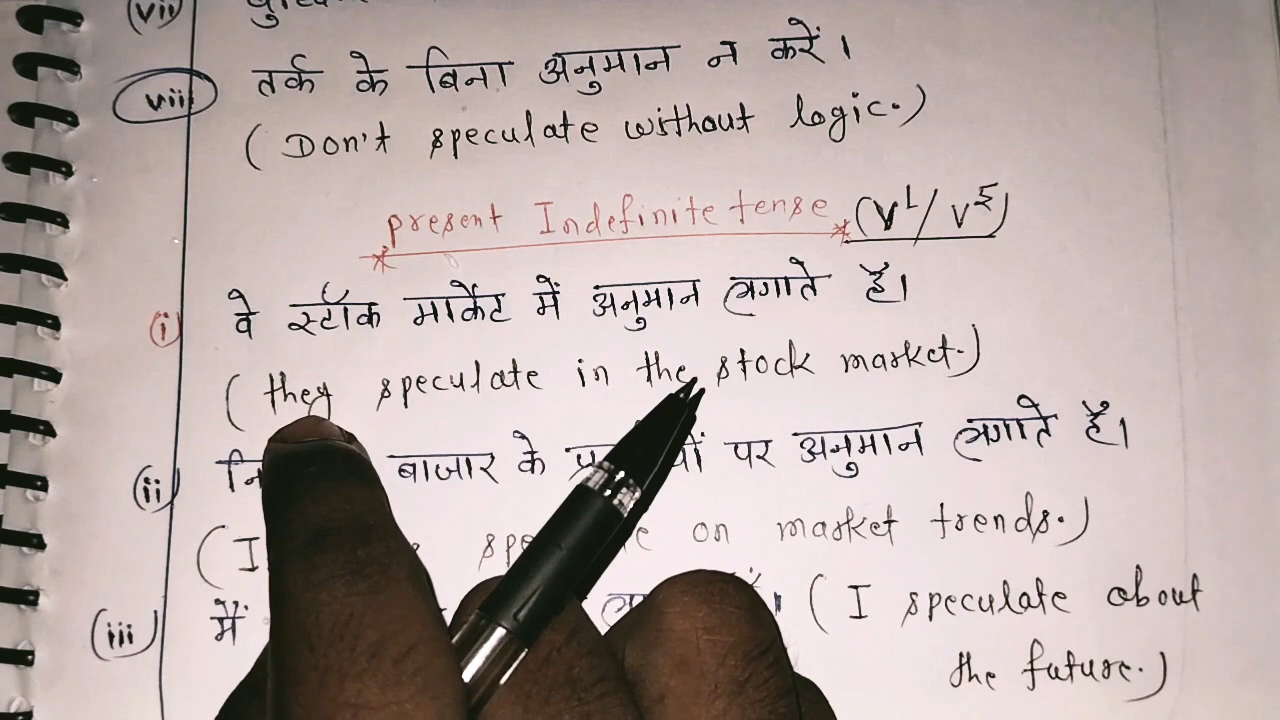 (vii)
viii तर्क के बिना अनुमान न करें।
(Don't speculate without logic.)
present Indefinite tense (V¹/V⁵)
(i) वे स्टॉक मार्केट में अनुमान लगाते हैं।
(they speculate in the stock market.)
(ii) बाजार के पर अनुमान लगाते हैं।
(I on market trends.)
(iii) में (I speculate about
the future.)